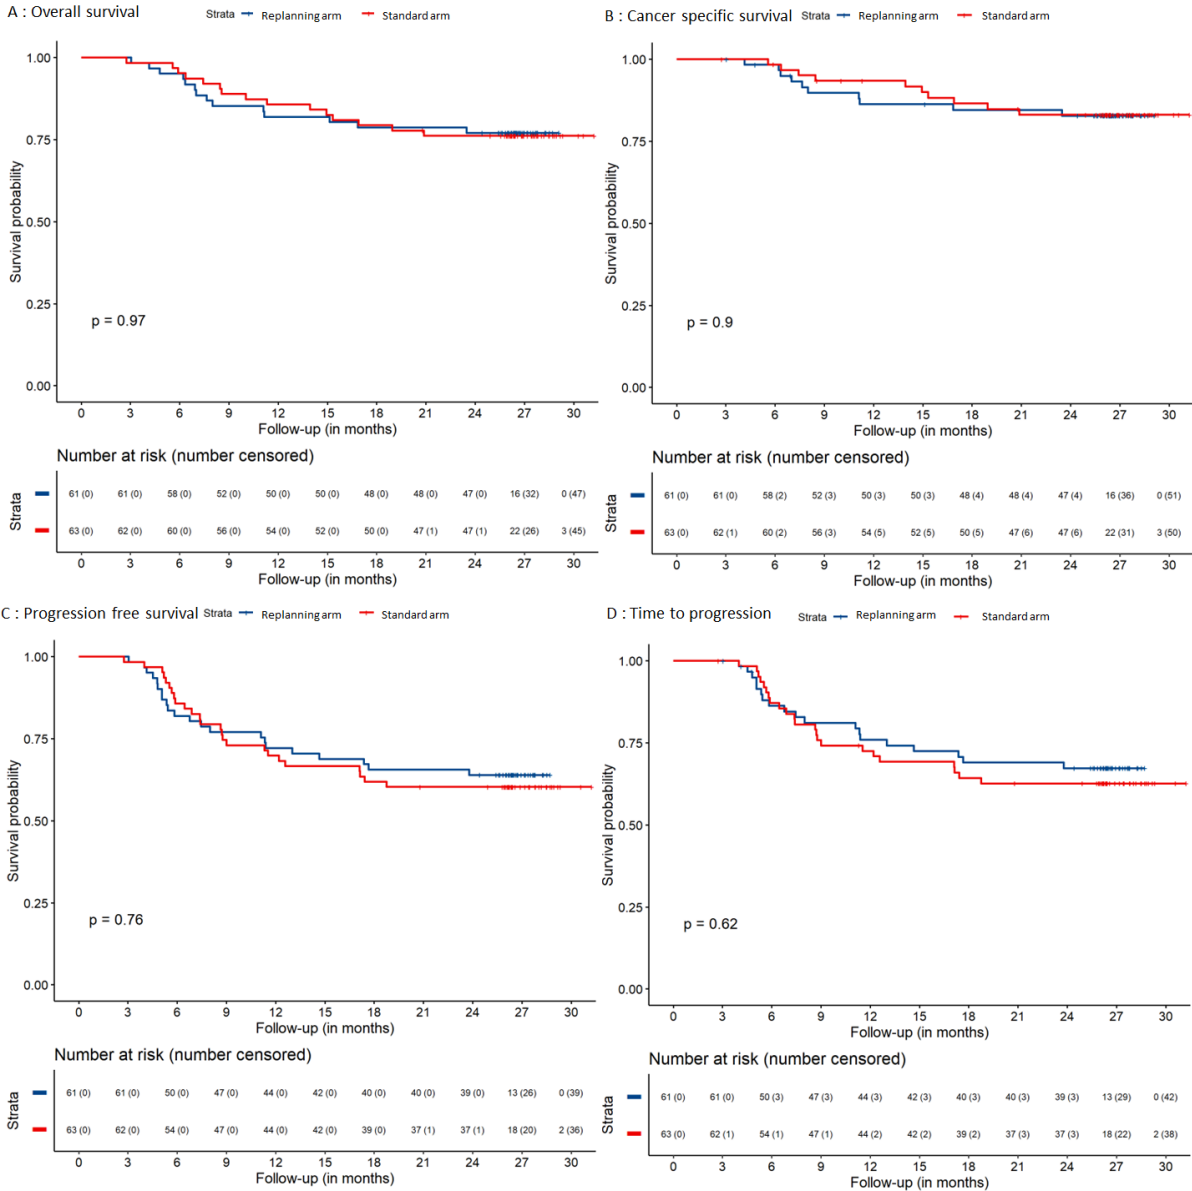 A : Overall survival
Strata Replanning arm Standard arm
Survival probability
1.00
0.75
0.50
0.25
0.00
p = 0.97
0 3 6 9 12 15 18 21 24 27 30
Follow-up (in months)
Number at risk (number censored)
Strata
61 (0) 61 (0) 58 (0) 52 (0) 50 (0) 50 (0) 48 (0) 48 (0) 47 (0) 16 (32) 0 (47)
63 (0) 62 (0) 60 (0) 56 (0) 54 (0) 52 (0) 50 (0) 47 (1) 47 (1) 22 (26) 3 (45)
0 3 6 9 12 15 18 21 24 27 30
Follow-up (in months)
B : Cancer specific survival
Strata Replanning arm Standard arm
Survival probability
1.00
0.75
0.50
0.25
0.00
p = 0.9
0 3 6 9 12 15 18 21 24 27 30
Follow-up (in months)
Number at risk (number censored)
Strata
61 (0) 61 (0) 58 (2) 52 (3) 50 (3) 50 (3) 48 (4) 48 (4) 47 (4) 16 (36) 0 (51)
63 (0) 62 (1) 60 (2) 56 (3) 54 (5) 52 (5) 50 (5) 47 (6) 47 (6) 22 (31) 3 (50)
0 3 6 9 12 15 18 21 24 27 30
Follow-up (in months)
C : Progression free survival
Strata Replanning arm Standard arm
Survival probability
1.00
0.75
0.50
0.25
0.00
p = 0.76
0 3 6 9 12 15 18 21 24 27 30
Follow-up (in months)
Number at risk (number censored)
Strata
61 (0) 61 (0) 50 (0) 47 (0) 44 (0) 42 (0) 40 (0) 40 (0) 39 (0) 13 (26) 0 (39)
63 (0) 62 (0) 54 (0) 47 (0) 44 (0) 42 (0) 39 (0) 37 (1) 37 (1) 18 (20) 2 (36)
0 3 6 9 12 15 18 21 24 27 30
Follow-up (in months)
D : Time to progression
Strata Replanning arm Standard arm
Survival probability
1.00
0.75
0.50
0.25
0.00
p = 0.62
0 3 6 9 12 15 18 21 24 27 30
Follow-up (in months)
Number at risk (number censored)
Strata
61 (0) 61 (0) 50 (3) 47 (3) 44 (3) 42 (3) 40 (3) 40 (3) 39 (3) 13 (29) 0 (42)
63 (0) 62 (1) 54 (1) 47 (1) 44 (2) 42 (2) 39 (2) 37 (3) 37 (3) 18 (22) 2 (38)
0 3 6 9 12 15 18 21 24 27 30
Follow-up (in months)